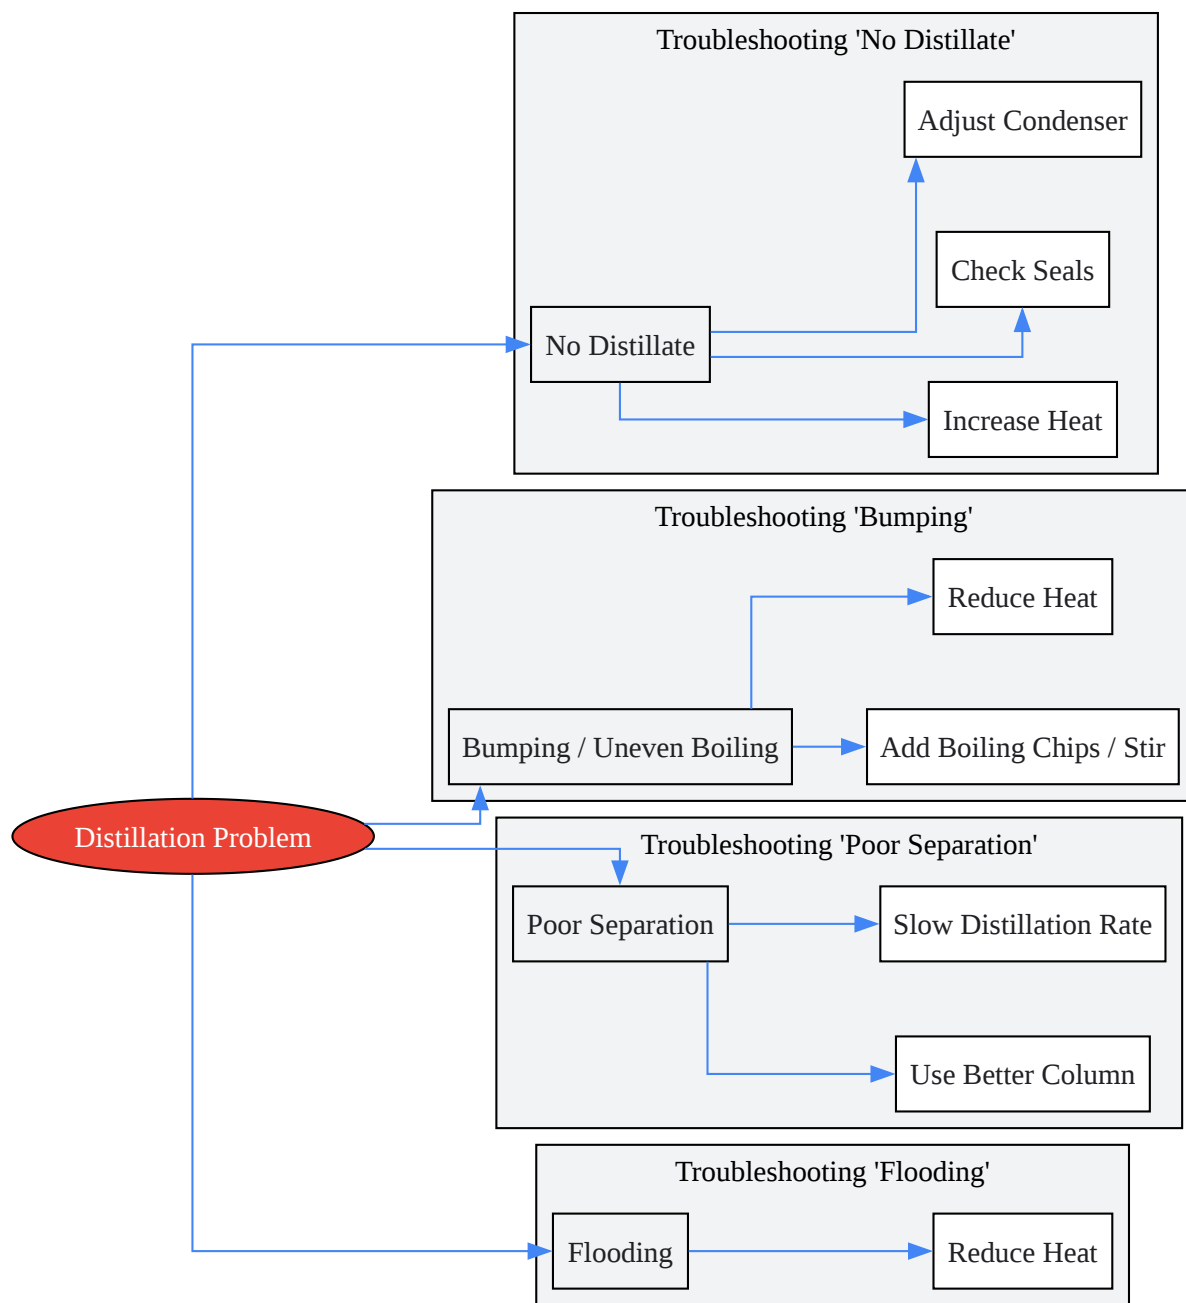 Troubleshooting 'No Distillate'
Adjust Condenser
Check Seals
No Distillate
Increase Heat
Troubleshooting 'Bumping'
Reduce Heat
Bumping / Uneven Boiling
Add Boiling Chips / Stir
Distillation Problem
Troubleshooting 'Poor Separation'
Poor Separation
Slow Distillation Rate
Use Better Column
Troubleshooting 'Flooding'
Flooding
Reduce Heat